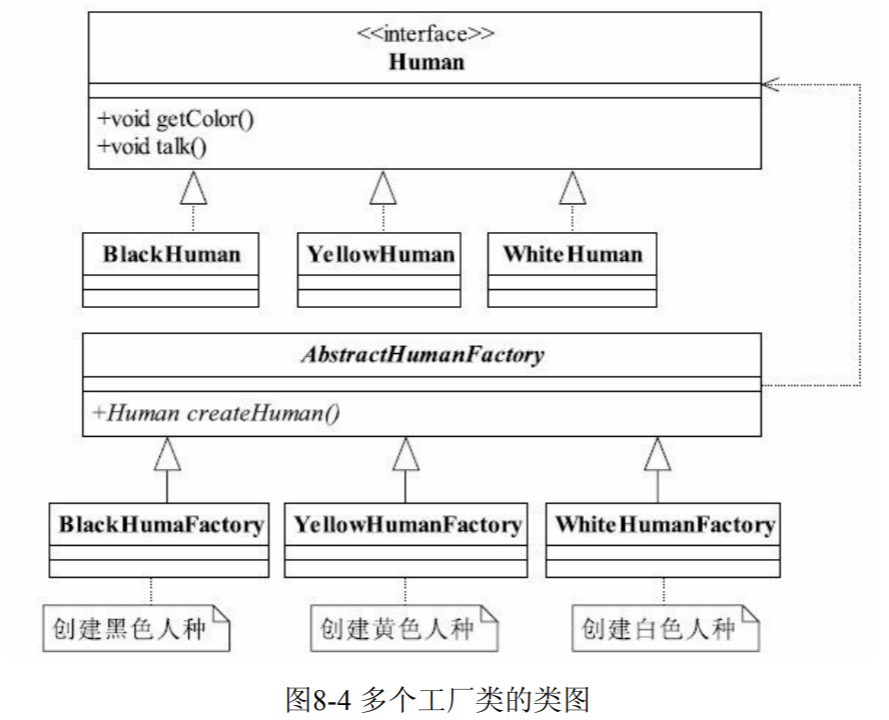 <<interface>>
Human
+void getColor()
+void talk()
BlackHuman YellowHuman WhiteHuman
AbstractHumanFactory
+Human createHuman()
BlackHumaFactory YellowHumanFactory WhiteHumanFactory
创建黑色人种 创建黄色人种 创建白色人种
图8-4 多个工厂类的类图